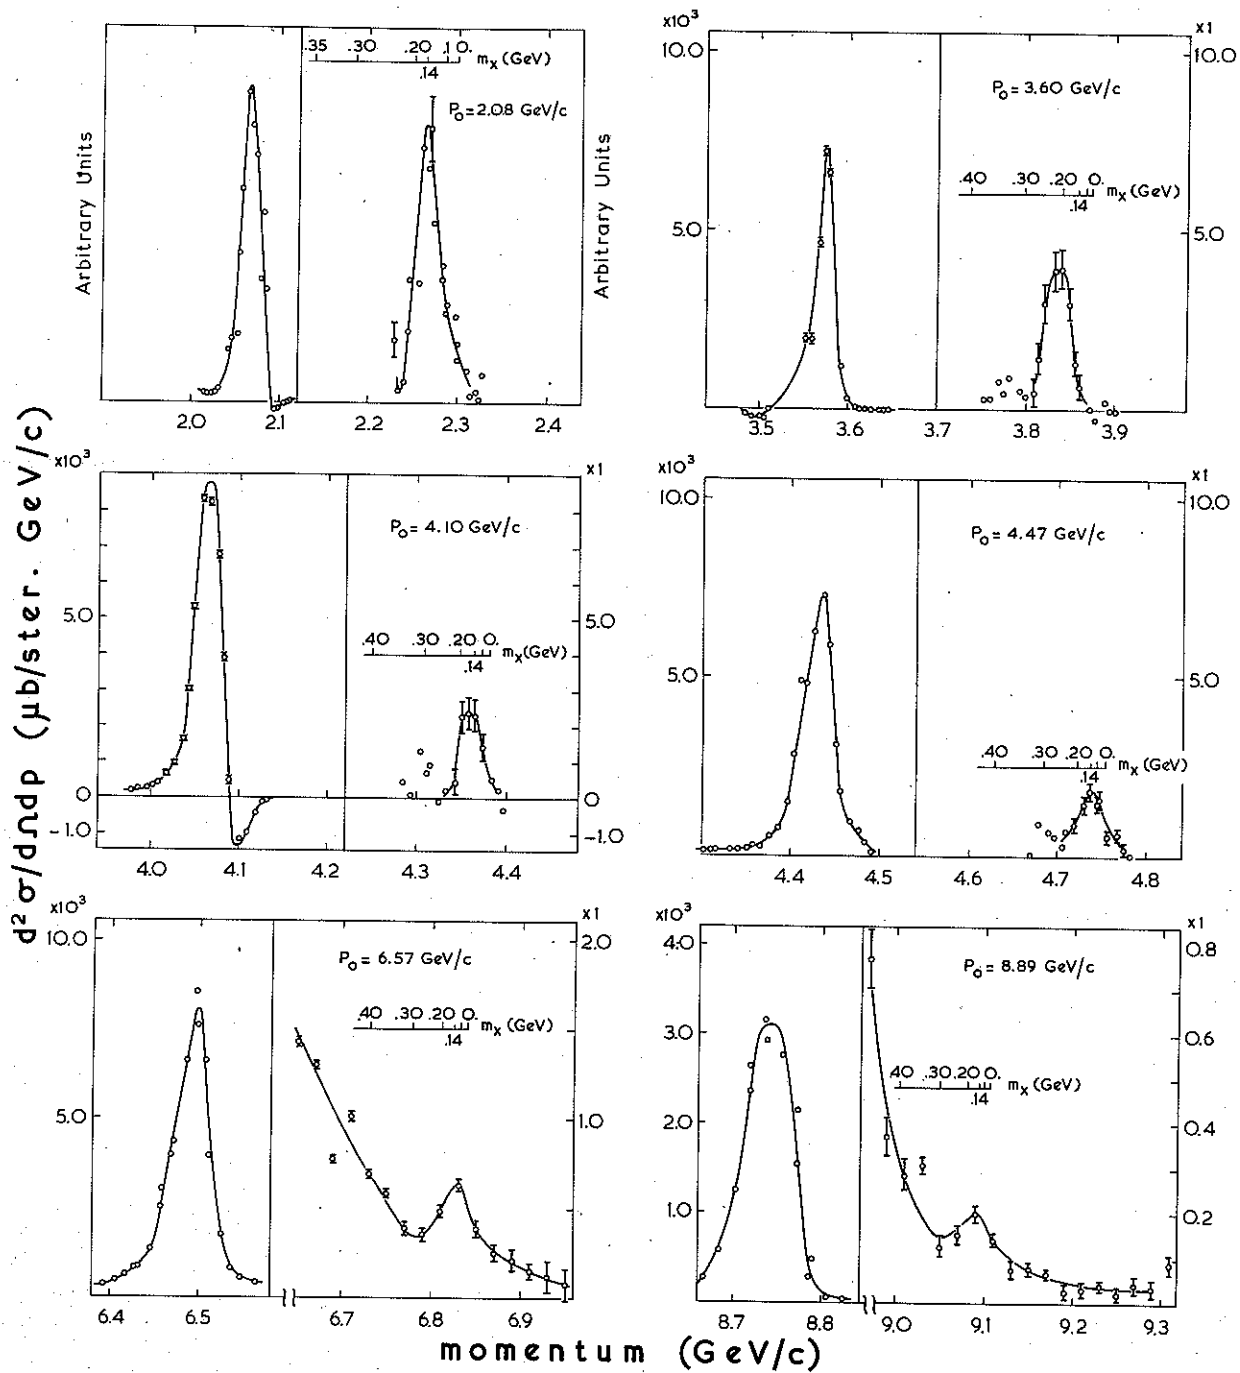 .35 .30 .20 .10 0. mₓ(GeV)
.14
P₀=2.08 GeV/c
Arbitrary Units
Arbitrary Units
2.0 2.1 2.2 2.3 2.4
x10³ x1
10.0 10.0
P₀=3.60 GeV/c
.40 .30 .20 0. mₓ(GeV)
.14
5.0 5.0
3.5 3.6 3.7 3.8 3.9
x10³ x1
P₀=4.10 GeV/c
5.0 5.0
.40 .30 .20 0. mₓ(GeV)
.14
0 0
-1.0 -1.0
4.0 4.1 4.2 4.3 4.4
x10³ x1
10.0 10.0
P₀=4.47 GeV/c
5.0 5.0
.40 .30 .20 0. mₓ(GeV)
.14
4.4 4.5 4.6 4.7 4.8
x10³ x1
10.0 2.0
P₀=6.57 GeV/c
.40 .30 .20 0. mₓ(GeV)
.14
5.0 1.0
6.4 6.5 6.7 6.8 6.9
x10³ x1
4.0 0.8
P₀=8.89 GeV/c
3.0 0.6
.40 .30 .20 0. mₓ(GeV)
.14
2.0 0.4
1.0 0.2
8.7 8.8 9.0 9.1 9.2 9.3
d²σ/dΩdp (μb/ster. GeV/c)
momentum (GeV/c)